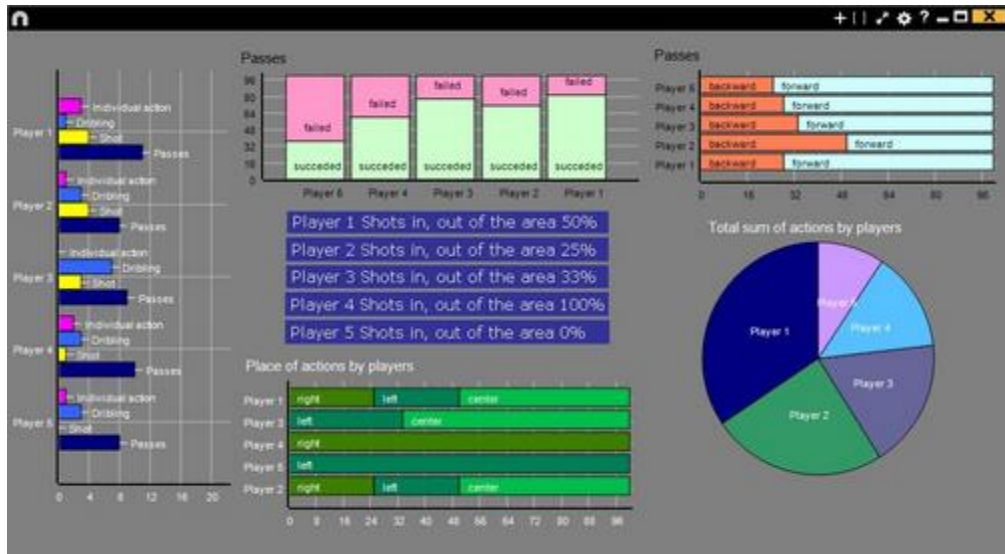 Player 1
Individual action
Dribling
Shot
Passes
Player 2
Individual action
Dribling
Shot
Passes
Player 3
Individual action
Dribling
Shot
Passes
Player 4
Individual action
Dribling
Shot
Passes
Player 5
Individual action
Dribling
Shot
Passes
0 4 8 12 16 20
Passes
96
80
64
48
32
16
0
failed failed failed failed failed
succeded succeded succeded succeded succeded
Player 5 Player 4 Player 3 Player 2 Player 1
Player 1 Shots in, out of the area 50%
Player 2 Shots in, out of the area 25%
Player 3 Shots in, out of the area 33%
Player 4 Shots in, out of the area 100%
Player 5 Shots in, out of the area 0%
Place of actions by players
Player 1 right left center
Player 3 left center
Player 4 right
Player 5 left
Player 2 right left center
0 8 16 24 32 40 48 56 64 72 80 88 96
Passes
Player 5 backward forward
Player 4 backward forward
Player 3 backward forward
Player 2 backward forward
Player 1 backward forward
0 16 32 48 64 80 96
Total sum of actions by players
Player 5
Player 4
Player 1
Player 3
Player 2